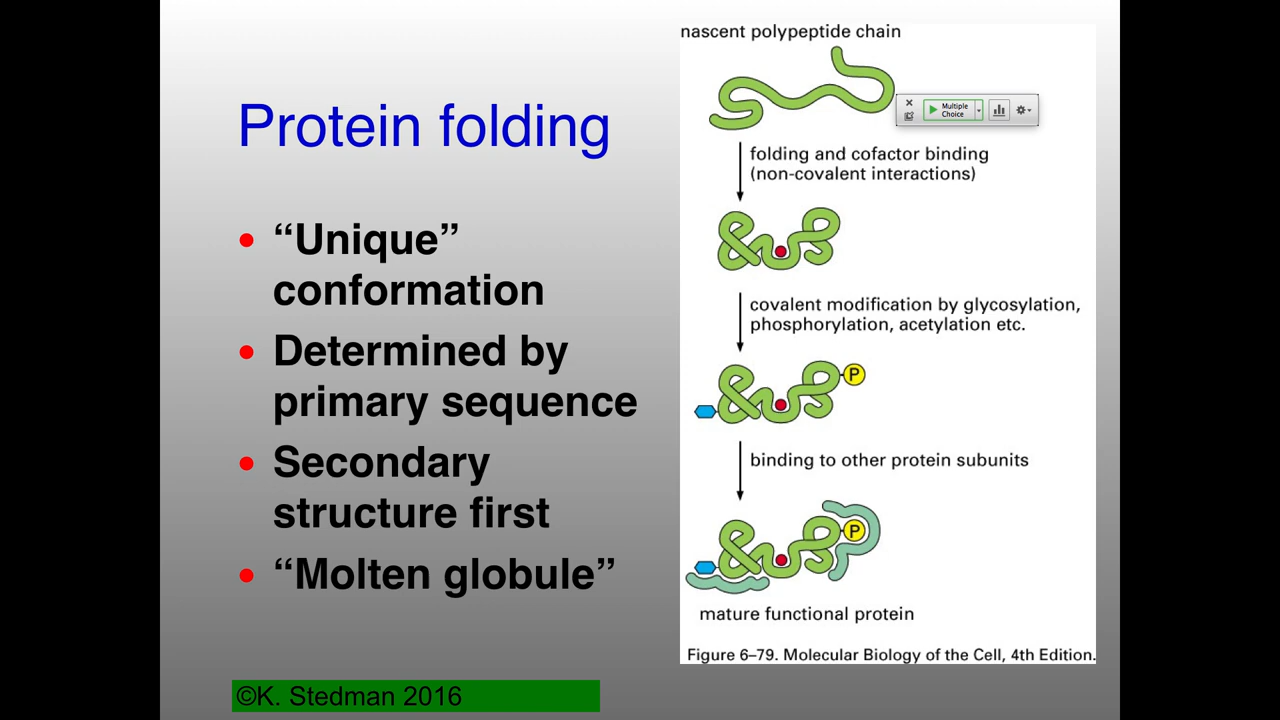 Protein folding
• “Unique”
conformation
• Determined by
primary sequence
• Secondary
structure first
• “Molten globule”
©K. Stedman 2016
nascent polypeptide chain
Multiple
Choice
folding and cofactor binding
(non-covalent interactions)
covalent modification by glycosylation,
phosphorylation, acetylation etc.
P
binding to other protein subunits
P
mature functional protein
Figure 6–79. Molecular Biology of the Cell, 4th Edition.